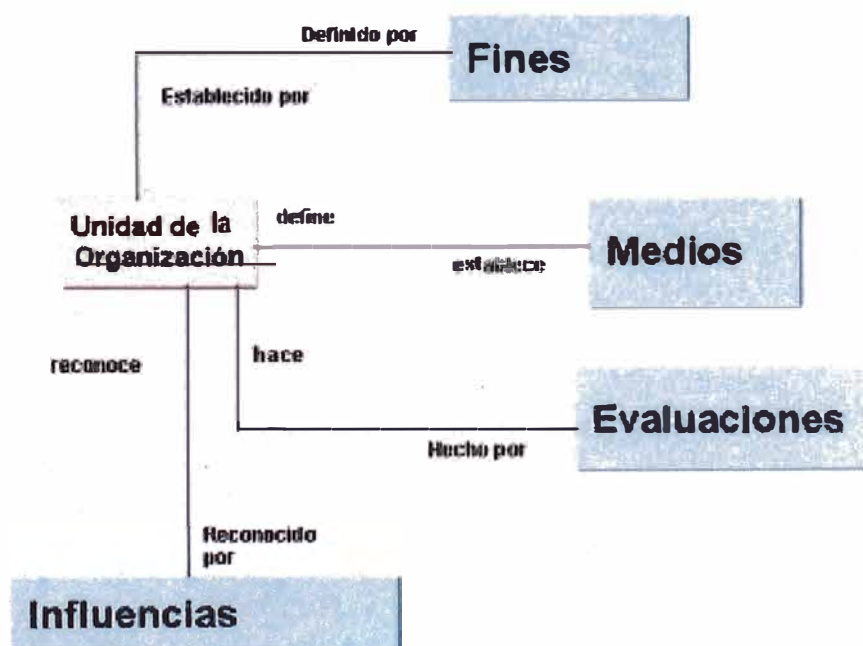 Definido por
Fines
Establecido por
Unidad de la
Organización
define
establece
Medios
reconoce
hace
Evaluaciones
Hecho por
Reconocido
por
Influencias